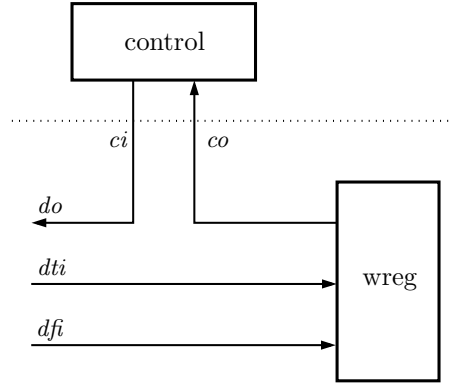 control
ci co
do
dti
wreg
dfi